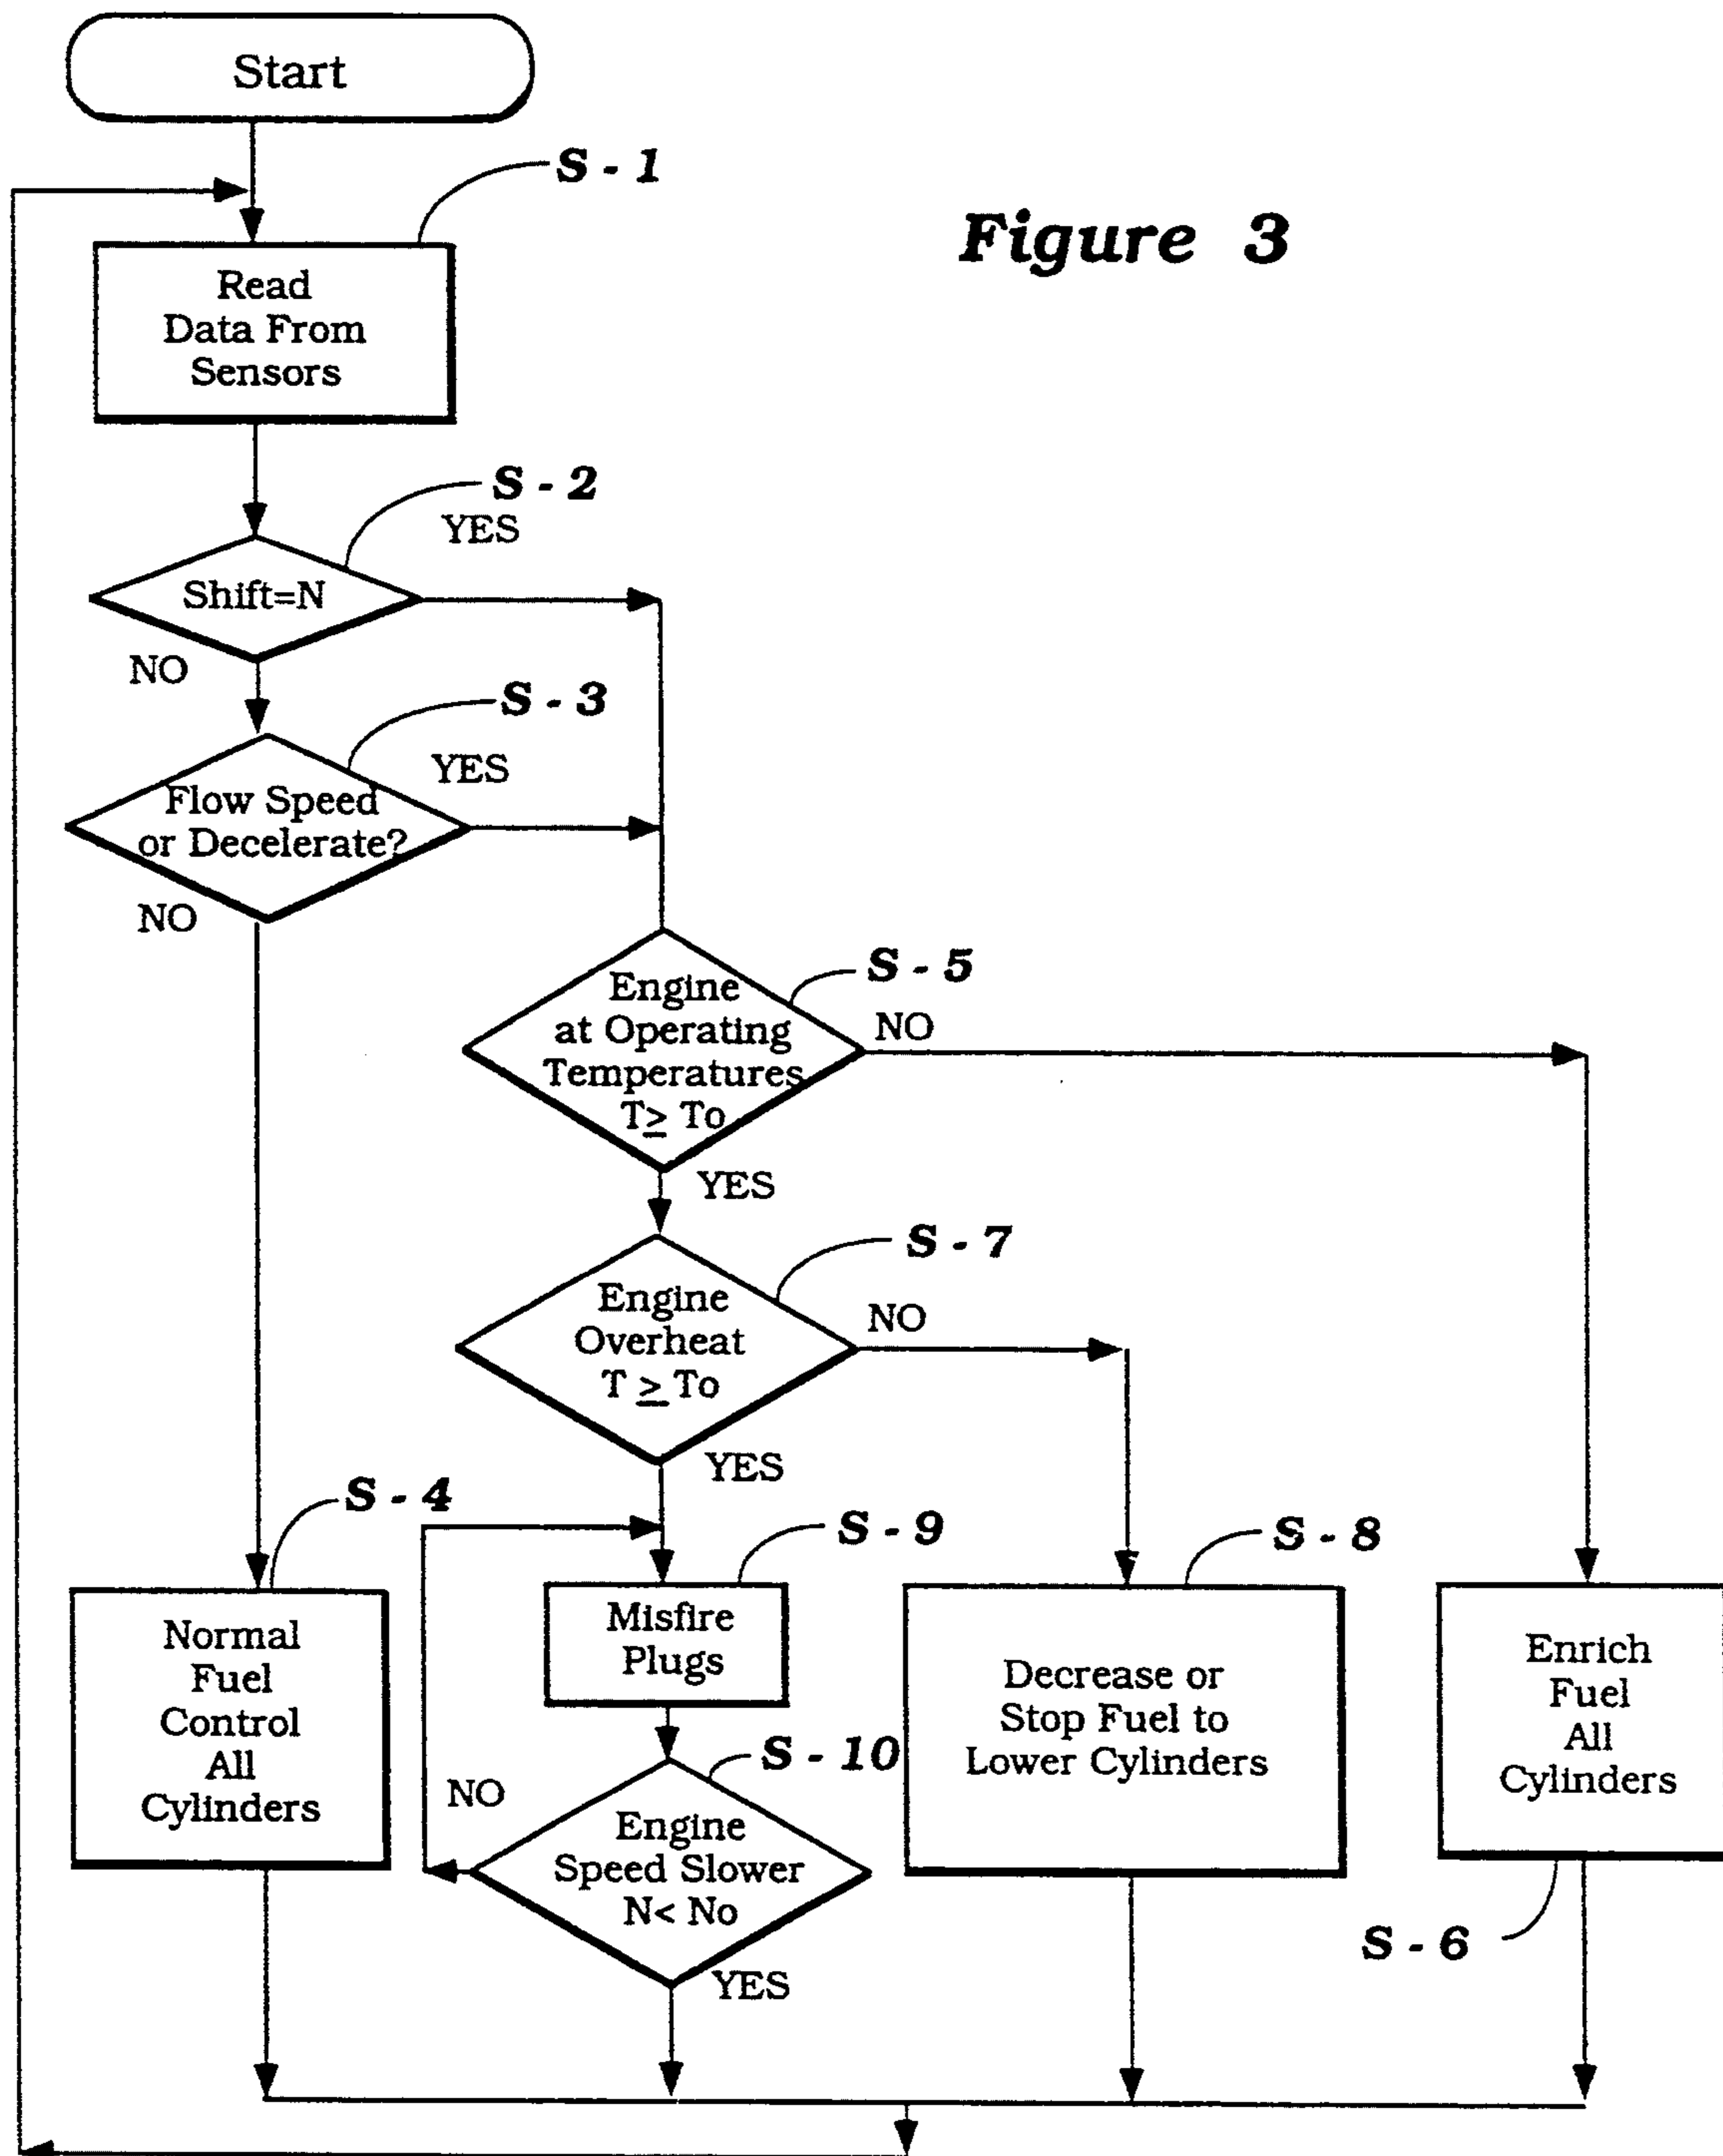 Start
S - 1
Figure 3
Read
Data From
Sensors
S - 2
YES
Shift=N
NO
S - 3
YES
Flow Speed
or Decelerate?
NO
S - 5
Engine
at Operating
Temperatures
T≥ To
NO
YES
S - 7
Engine
Overheat
T ≥ To
NO
YES
S - 4
Normal
Fuel
Control
All
Cylinders
S - 9
Misfire
Plugs
S - 8
Decrease or
Stop Fuel to
Lower Cylinders
Enrich
Fuel
All
Cylinders
S - 10
NO
Engine
Speed Slower
N< No
YES
S - 6